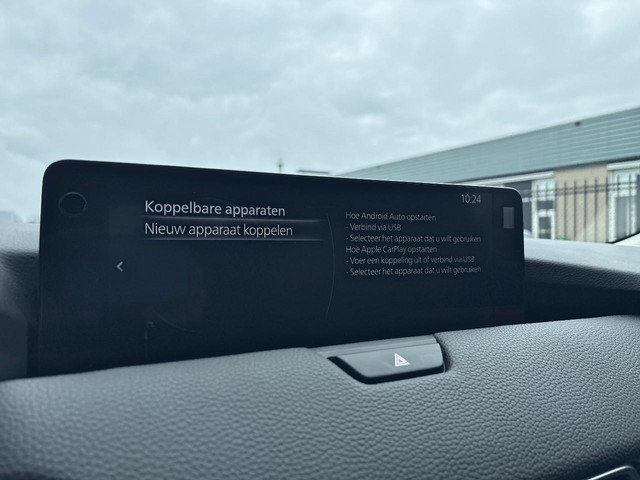 10:24
Koppelbare apparaten
Nieuw apparaat koppelen
Hoe Android Auto opstarten
- Verbind via USB
- Selecteer het apparaat dat u wilt gebruiken
Hoe Apple CarPlay opstarten
- Voer een koppeling uit of verbind via USB
- Selecteer het apparaat dat u wilt gebruiken